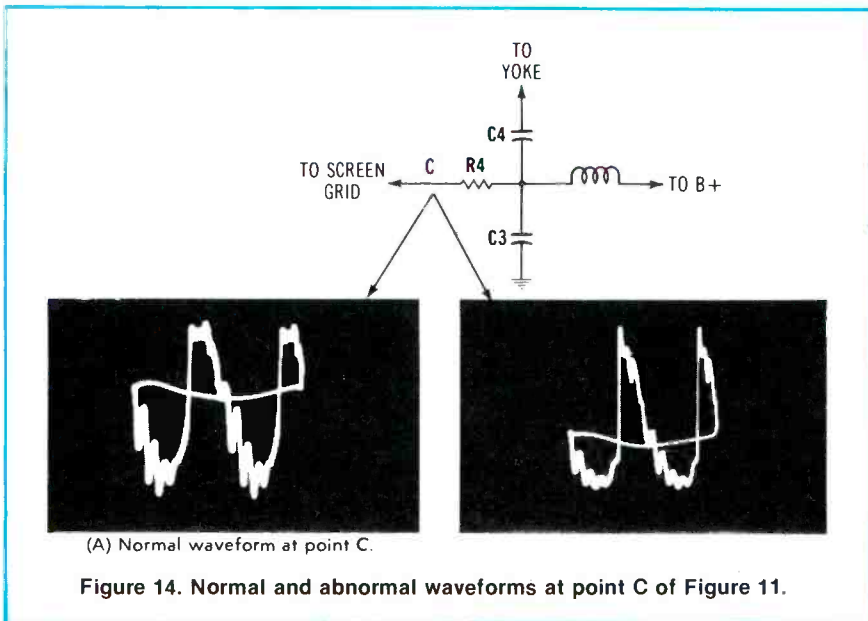 TO
YOKE
C4
TO SCREEN
GRID
C
R4
TO B+
C3
(A) Normal waveform at point C.
Figure 14. Normal and abnormal waveforms at point C of Figure 11.